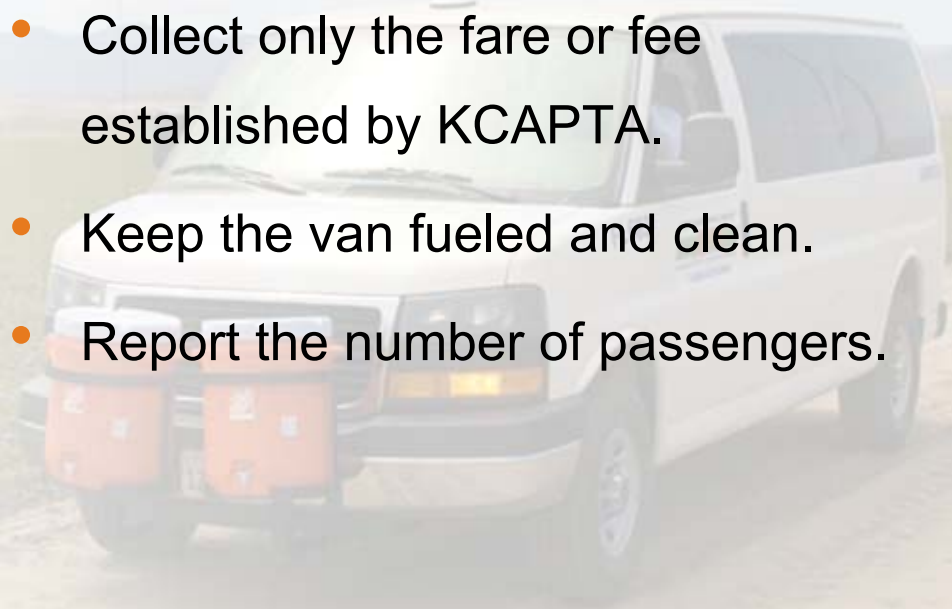 • Collect only the fare or fee
established by KCAPTA.
• Keep the van fueled and clean.
• Report the number of passengers.